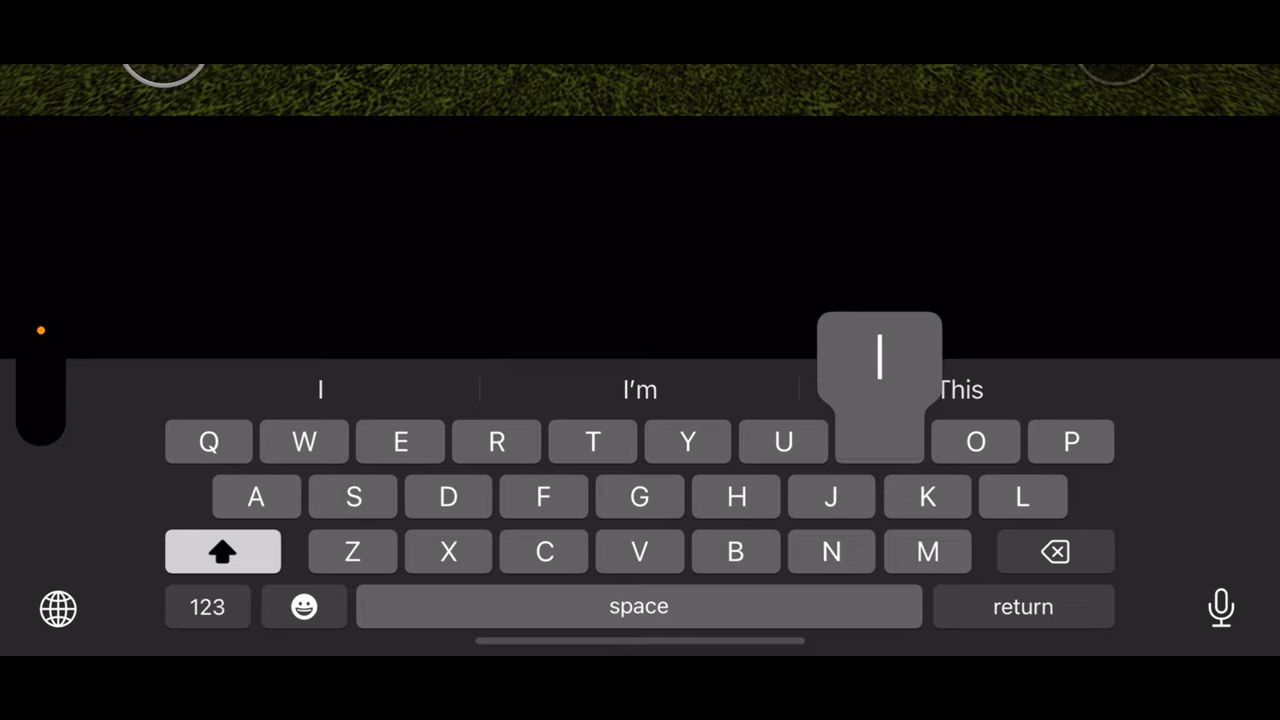 I
I I’m This
Q W E R T Y U O P
A S D F G H J K L
Z X C V B N M
123 space return